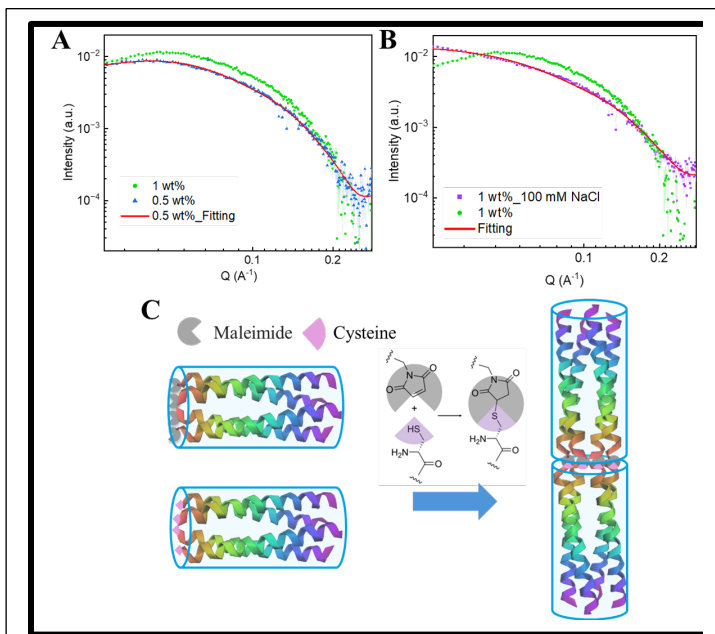 A
Intensity (a.u.)
10⁻²
10⁻³
10⁻⁴
1 wt%
0.5 wt%
0.5 wt%_Fitting
0.1
0.2
Q (A⁻¹)
B
Intensity (a.u.)
10⁻²
10⁻³
10⁻⁴
1 wt%_100 mM NaCl
1 wt%
Fitting
0.1
0.2
Q (A⁻¹)
C
Maleimide
Cysteine
N
O
O
+
HS
H₂N
O
N
O
O
S
H₂N
O